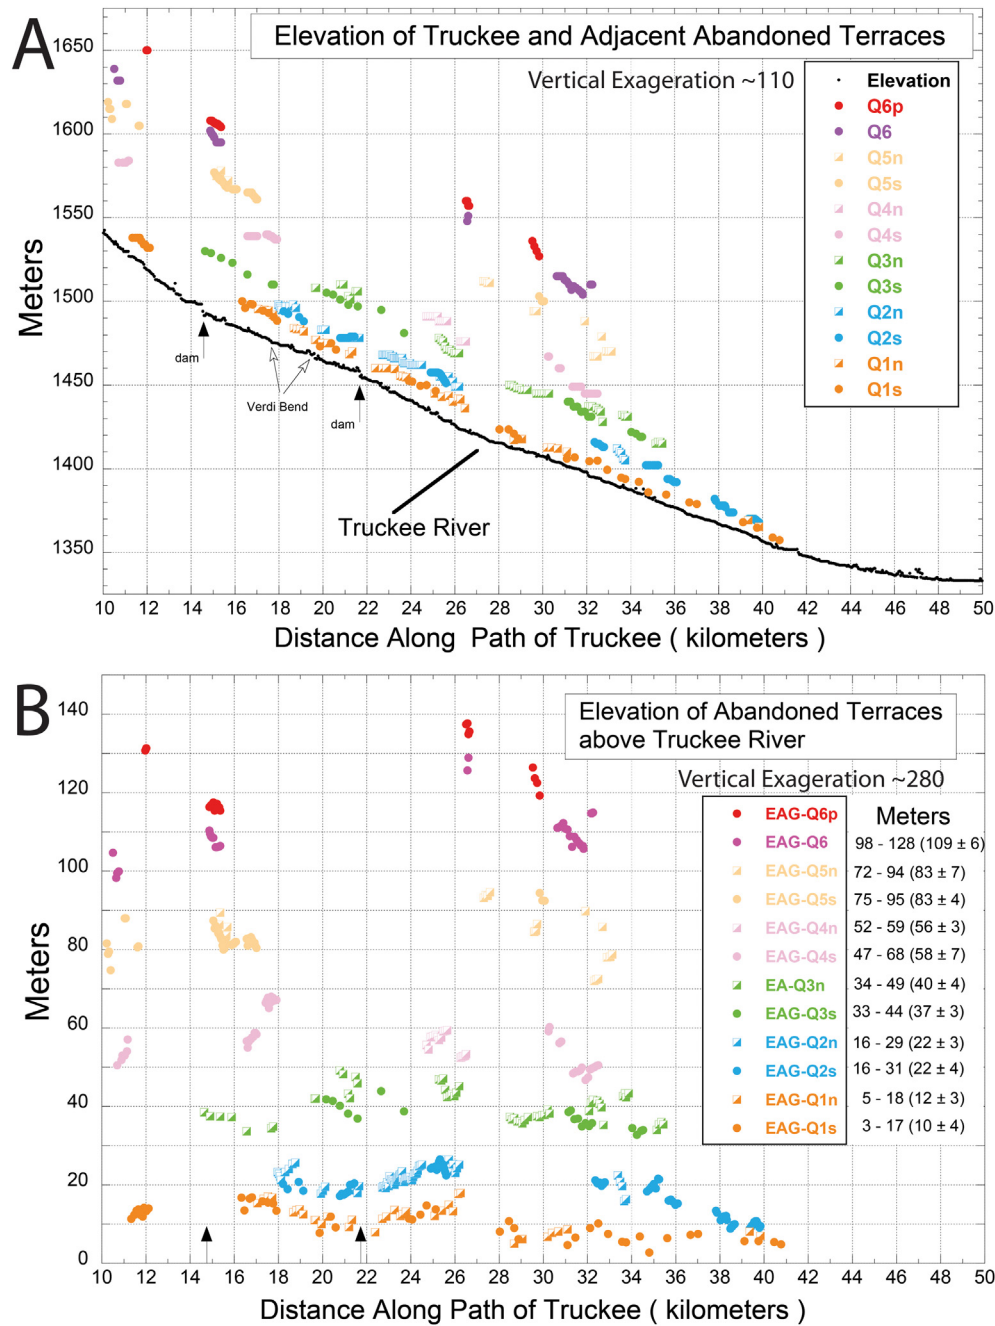 A
Elevation of Truckee and Adjacent Abandoned Terraces
Vertical Exageration ~110
Elevation
Q6p
Q6
Q5n
Q5s
Q4n
Q4s
Q3n
Q3s
Q2n
Q2s
Q1n
Q1s
Meters
1650
1600
1550
1500
1450
1400
1350
dam
Verdi Bend
dam
Truckee River
10 12 14 16 18 20 22 24 26 28 30 32 34 36 38 40 42 44 46 48 50
Distance Along Path of Truckee ( kilometers )
B
Elevation of Abandoned Terraces
above Truckee River
Vertical Exageration ~280
Meters
EAG-Q6p
EAG-Q6 98 - 128 (109 ± 6)
EAG-Q5n 72 - 94 (83 ± 7)
EAG-Q5s 75 - 95 (83 ± 4)
EAG-Q4n 52 - 59 (56 ± 3)
EAG-Q4s 47 - 68 (58 ± 7)
EA-Q3n 34 - 49 (40 ± 4)
EAG-Q3s 33 - 44 (37 ± 3)
EAG-Q2n 16 - 29 (22 ± 3)
EAG-Q2s 16 - 31 (22 ± 4)
EAG-Q1n 5 - 18 (12 ± 3)
EAG-Q1s 3 - 17 (10 ± 4)
Meters
140
120
100
80
60
40
20
0
10 12 14 16 18 20 22 24 26 28 30 32 34 36 38 40 42 44 46 48 50
Distance Along Path of Truckee ( kilometers )